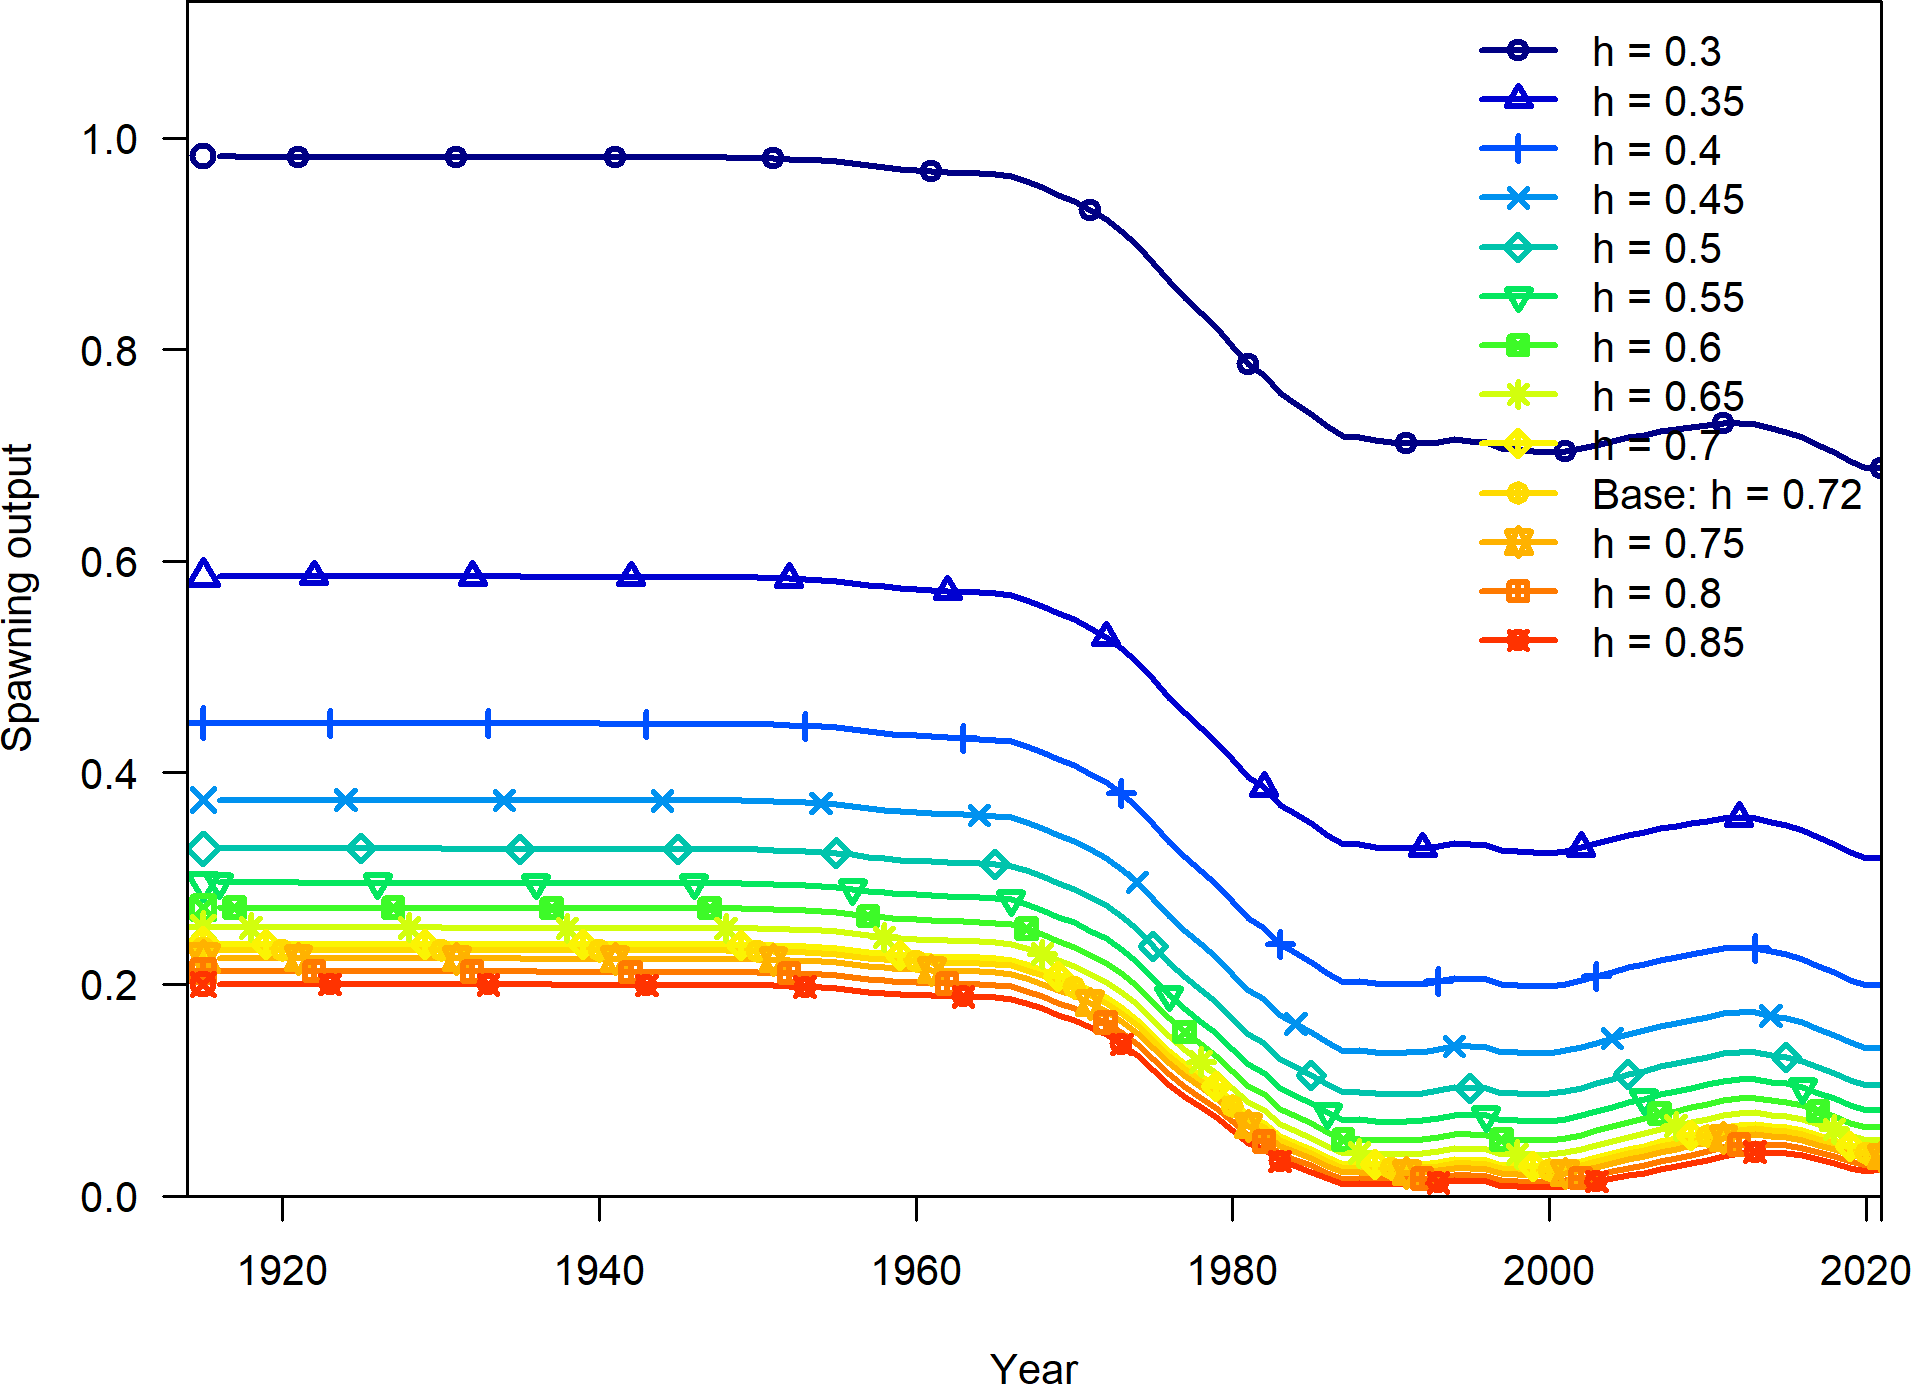 h = 0.3
h = 0.35
h = 0.4
h = 0.45
h = 0.5
h = 0.55
h = 0.6
h = 0.65
h = 0.7
Base: h = 0.72
h = 0.75
h = 0.8
h = 0.85
Spawning output
1.0
0.8
0.6
0.4
0.2
0.0
1920 1940 1960 1980 2000 2020
Year